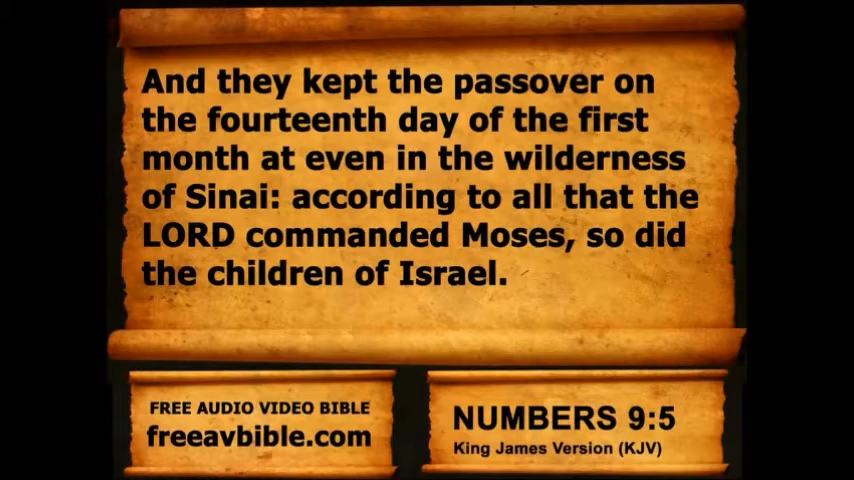 And they kept the passover on
the fourteenth day of the first
month at even in the wilderness
of Sinai: according to all that the
LORD commanded Moses, so did
the children of Israel.
FREE AUDIO VIDEO BIBLE
freeavbible.com
NUMBERS 9:5
King James Version (KJV)